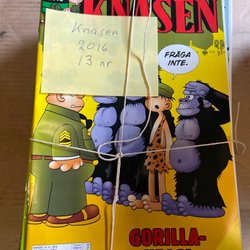 KNASEN
Knasen
2016
13 nr
FRÅGA
INTE.
GORILLA-